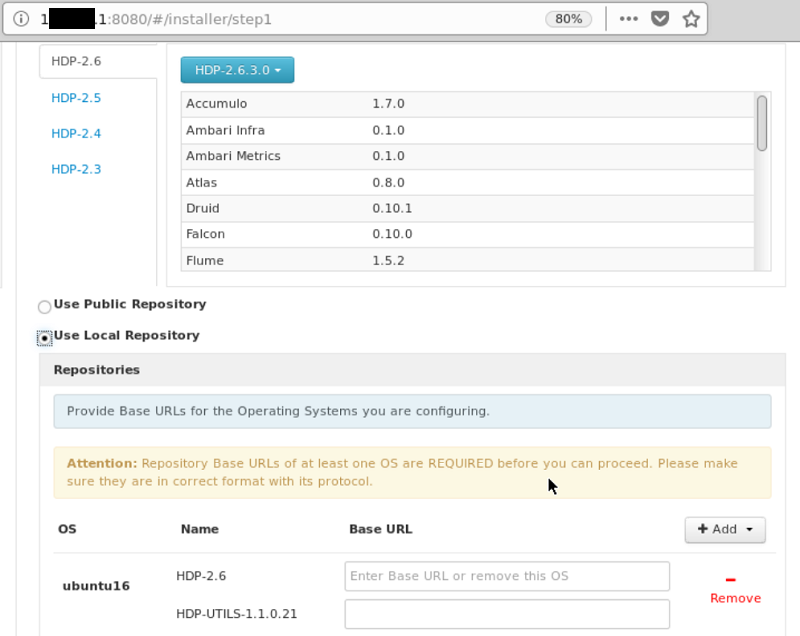 1 .1:8080/#/installer/step1 80%
HDP-2.6
HDP-2.5
HDP-2.4
HDP-2.3
HDP-2.6.3.0
Accumulo 1.7.0
Ambari Infra 0.1.0
Ambari Metrics 0.1.0
Atlas 0.8.0
Druid 0.10.1
Falcon 0.10.0
Flume 1.5.2
Use Public Repository
Use Local Repository
Repositories
Provide Base URLs for the Operating Systems you are configuring.
Attention: Repository Base URLs of at least one OS are REQUIRED before you can proceed. Please make
sure they are in correct format with its protocol.
OS Name Base URL + Add
ubuntu16
HDP-2.6 Enter Base URL or remove this OS
Remove
HDP-UTILS-1.1.0.21